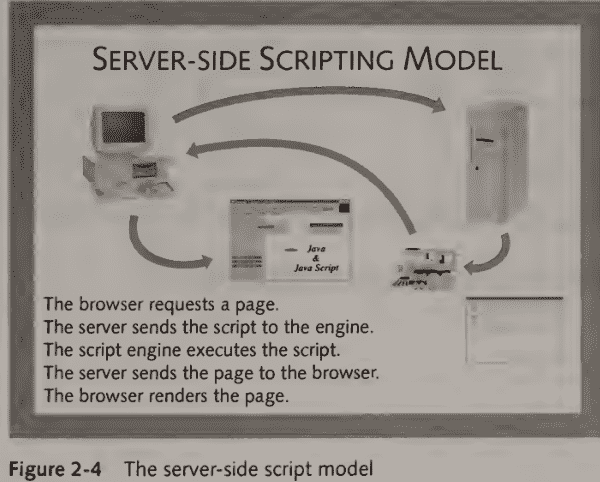 SERVER-SIDE SCRIPTING MODEL
Java
&
Java Script
The browser requests a page.
The server sends the script to the engine.
The script engine executes the script.
The server sends the page to the browser.
The browser renders the page.
Figure 2-4 The server-side script model